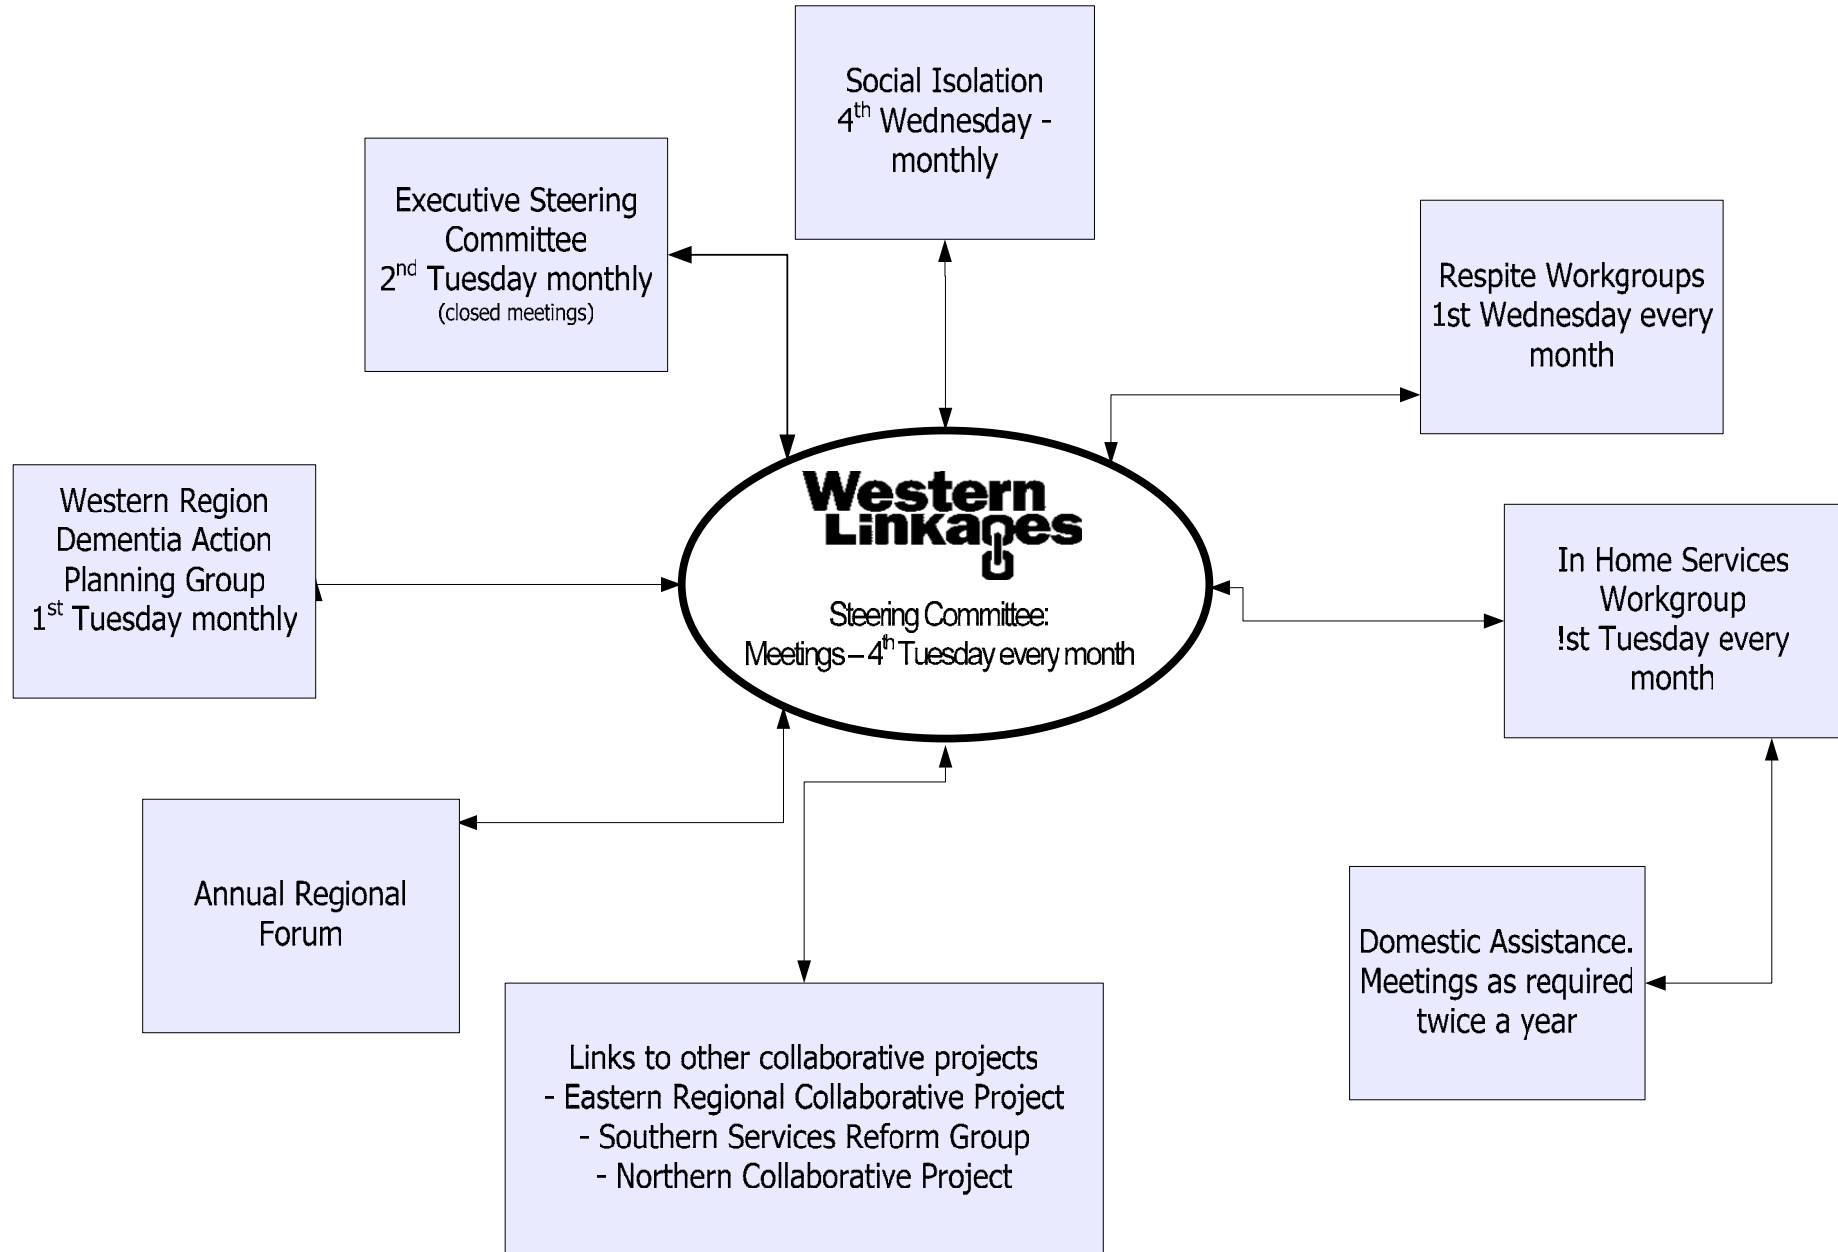 Social Isolation
4th Wednesday -
monthly
Executive Steering
Committee
2nd Tuesday monthly
(closed meetings)
Respite Workgroups
1st Wednesday every
month
Western Region
Dementia Action
Planning Group
1st Tuesday monthly
Western
Linkages
Steering Committee:
Meetings – 4th Tuesday every month
In Home Services
Workgroup
!st Tuesday every
month
Annual Regional
Forum
Domestic Assistance.
Meetings as required
twice a year
Links to other collaborative projects
- Eastern Regional Collaborative Project
- Southern Services Reform Group
- Northern Collaborative Project